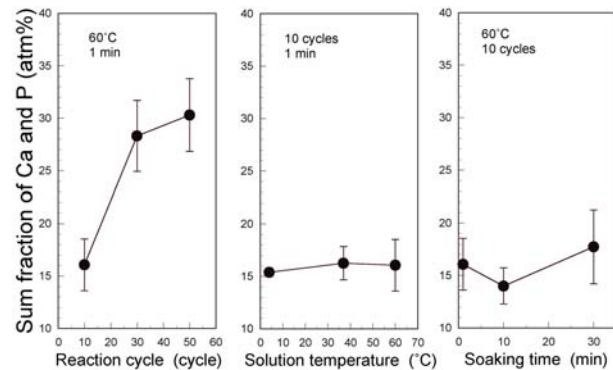 Sum fraction of Ca and P (atm%)
40
35
30
25
20
15
10
60˚C
1 min
0 10 20 30 40 50 60
Reaction cycle (cycle)
40
35
30
25
20
15
10
10 cycles
1 min
0 10 20 30 40 50 60 70
Solution temperature (˚C)
40
35
30
25
20
15
10
60˚C
10 cycles
0 10 20 30
Soaking time (min)